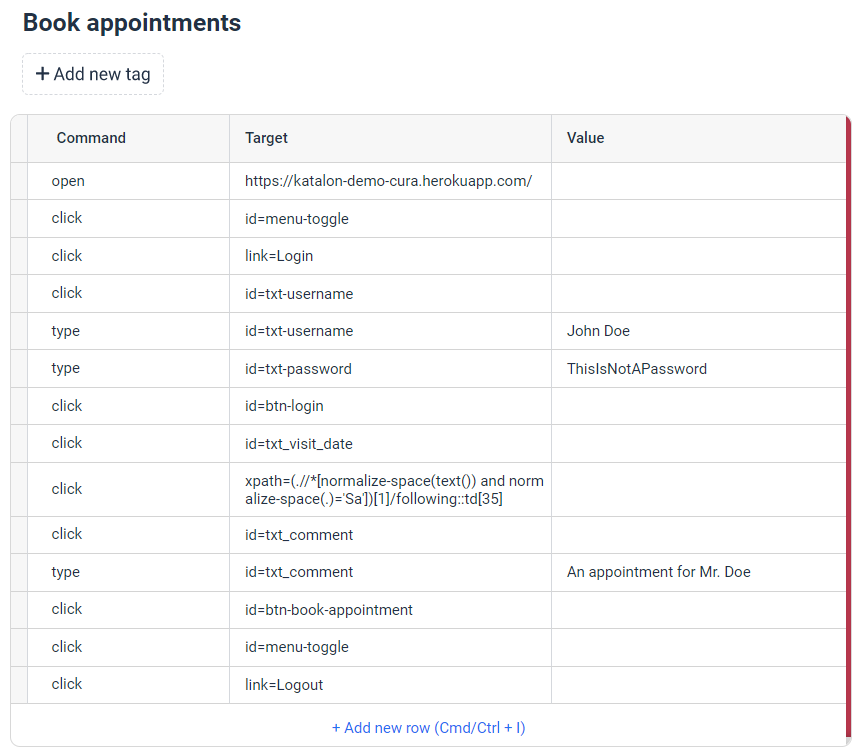 Book appointments
+ Add new tag
Command Target Value
open https://katalon-demo-cura.herokuapp.com/
click id=menu-toggle
click link=Login
click id=txt-username
type id=txt-username John Doe
type id=txt-password ThisIsNotAPassword
click id=btn-login
click id=txt_visit_date
click xpath=(.//*[normalize-space(text()) and norm
alize-space(.)='Sa'])[1]/following::td[35]
click id=txt_comment
type id=txt_comment An appointment for Mr. Doe
click id=btn-book-appointment
click id=menu-toggle
click link=Logout
+ Add new row (Cmd/Ctrl + I)